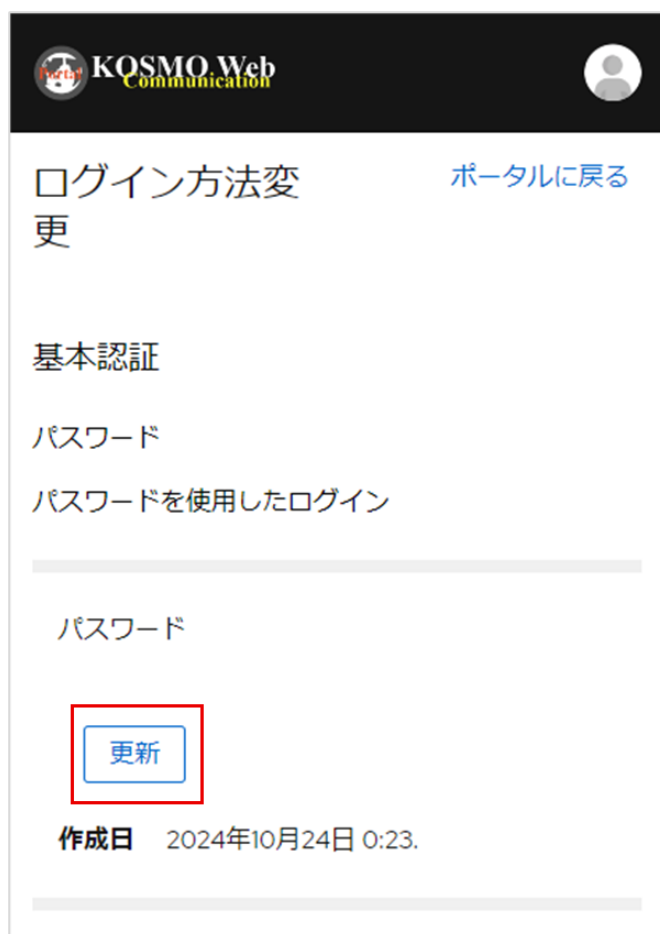 Portal KOSMO Web
Communication
ログイン方法変
更
ポータルに戻る
基本認証
パスワード
パスワードを使用したログイン
パスワード
更新
作成日 2024年10月24日 0:23.